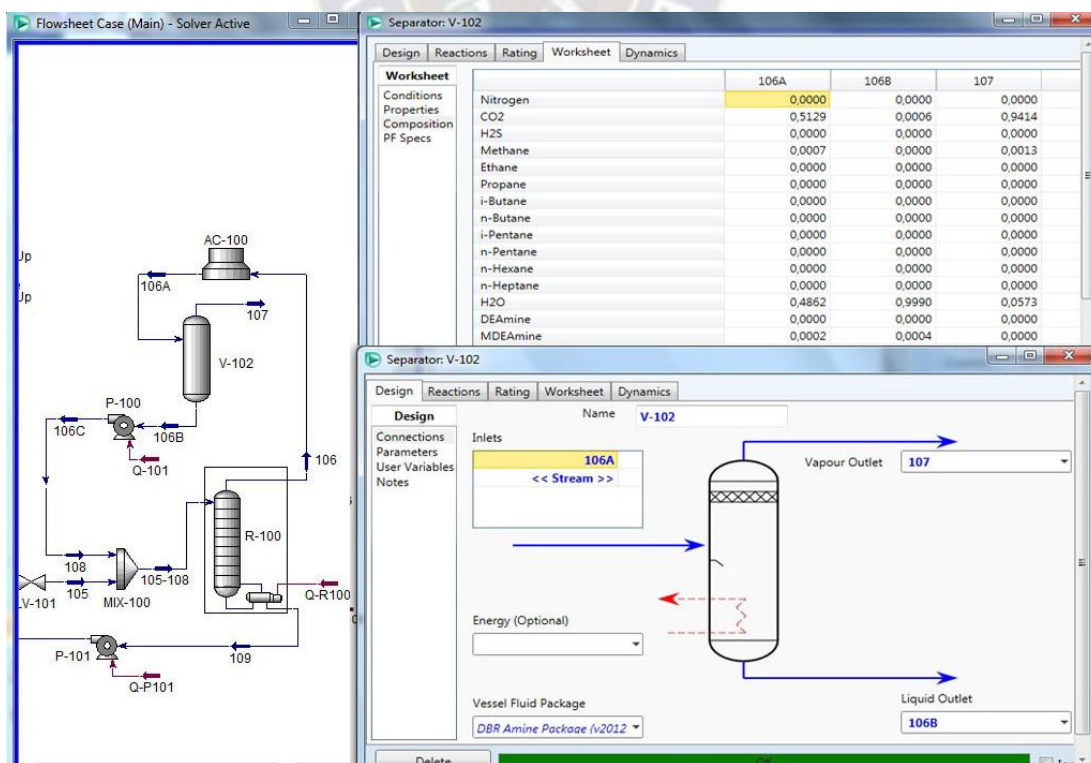 Flowsheet Case (Main) - Solver Active
Up
Up
AC-100
106A
107
V-102
P-100
106C
106B
Q-101
106
R-100
108
105-108
105
LV-101
MIX-100
Q-R100
P-101
109
Q-P101
Separator: V-102
Design Reactions Rating Worksheet Dynamics
Worksheet
Conditions
Properties
Composition
PF Specs
106A 106B 107
Nitrogen 0,0000 0,0000 0,0000
CO2 0,5129 0,0006 0,9414
H2S 0,0000 0,0000 0,0000
Methane 0,0007 0,0000 0,0013
Ethane 0,0000 0,0000 0,0000
Propane 0,0000 0,0000 0,0000
i-Butane 0,0000 0,0000 0,0000
n-Butane 0,0000 0,0000 0,0000
i-Pentane 0,0000 0,0000 0,0000
n-Pentane 0,0000 0,0000 0,0000
n-Hexane 0,0000 0,0000 0,0000
n-Heptane 0,0000 0,0000 0,0000
H2O 0,4862 0,9990 0,0573
DEAmine 0,0000 0,0000 0,0000
MDEAmine 0,0002 0,0004 0,0000
Separator: V-102
Design Reactions Rating Worksheet Dynamics
Design
Connections
Parameters
User Variables
Notes
Name V-102
Inlets
106A
<< Stream >>
Vapour Outlet 107
Energy (Optional)
Vessel Fluid Package
DBR Amine Package (v2012
Liquid Outlet
106B
Delete
OK